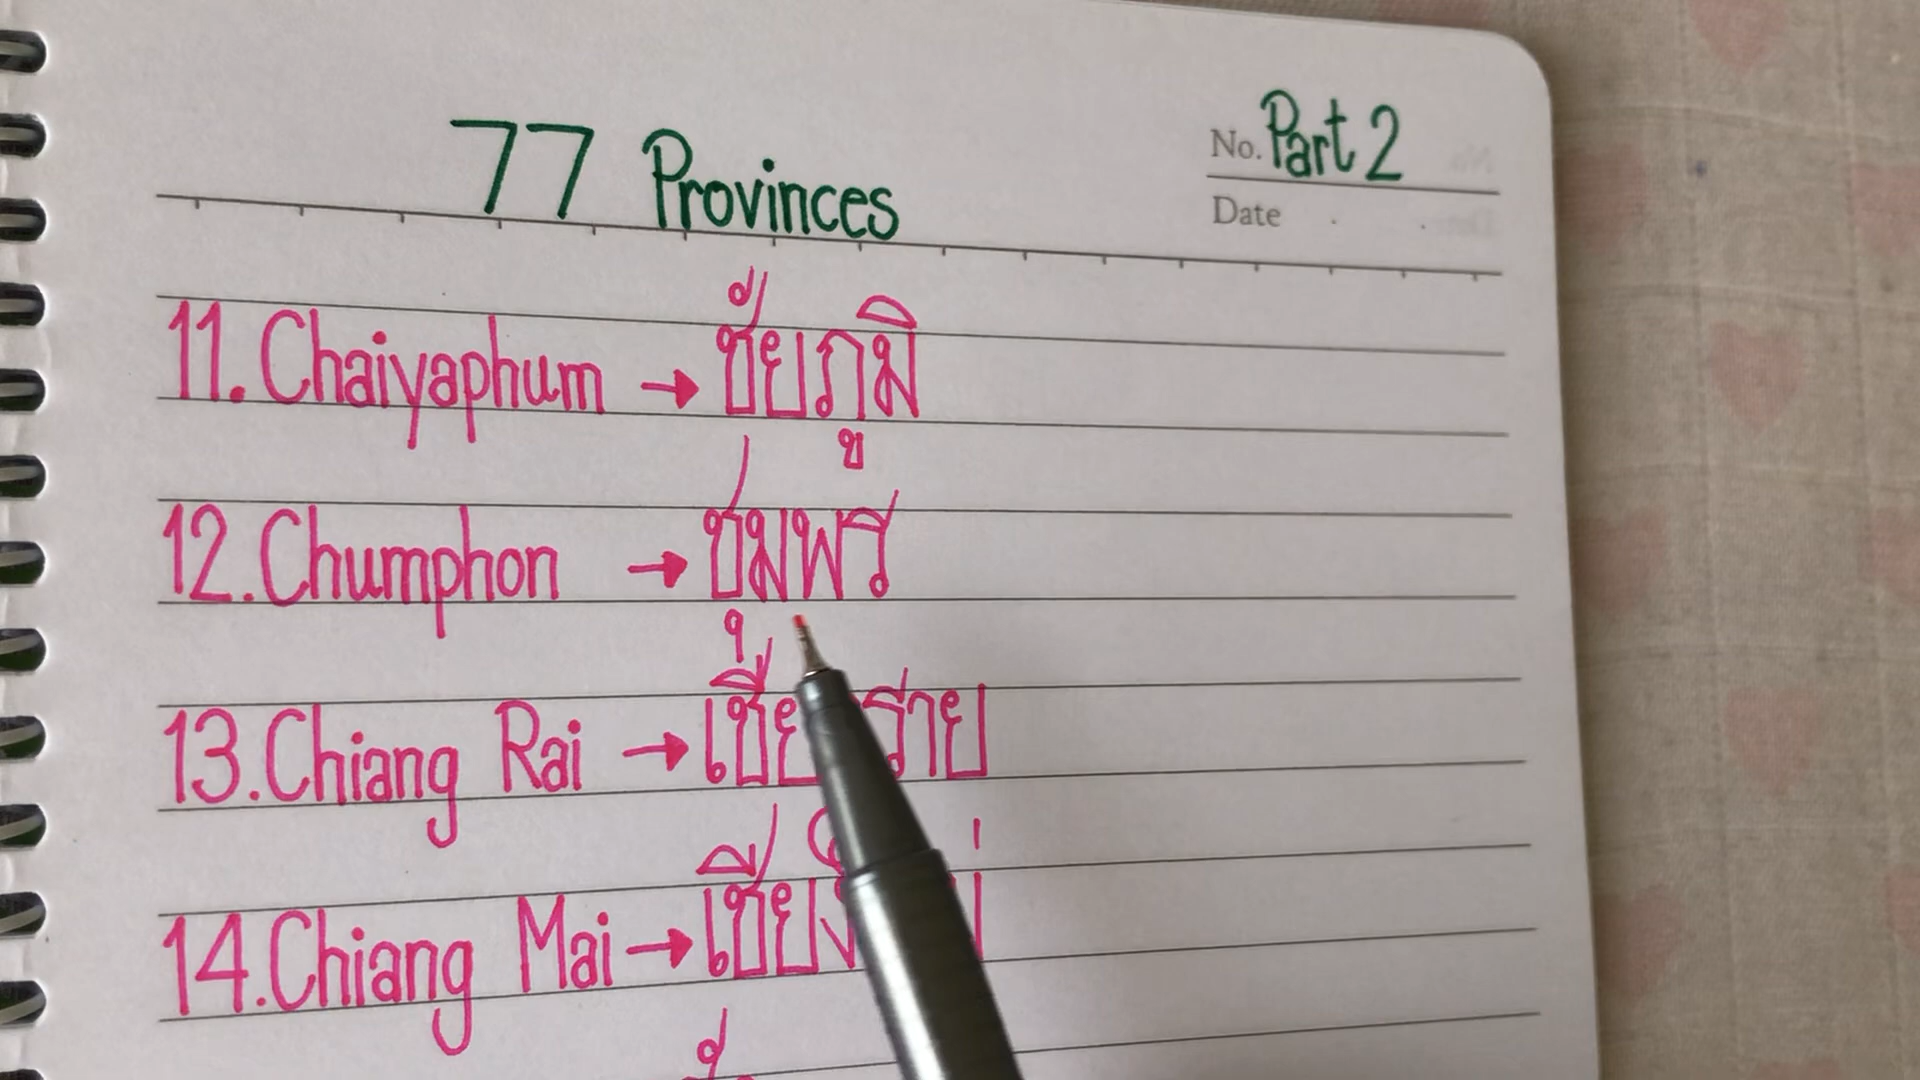 77 Provinces
No. Part 2
Date
11. Chaiyaphum → ชัยภูมิ
12. Chumphon → ชุมพร
13. Chiang Rai →
14. Chiang Mai →